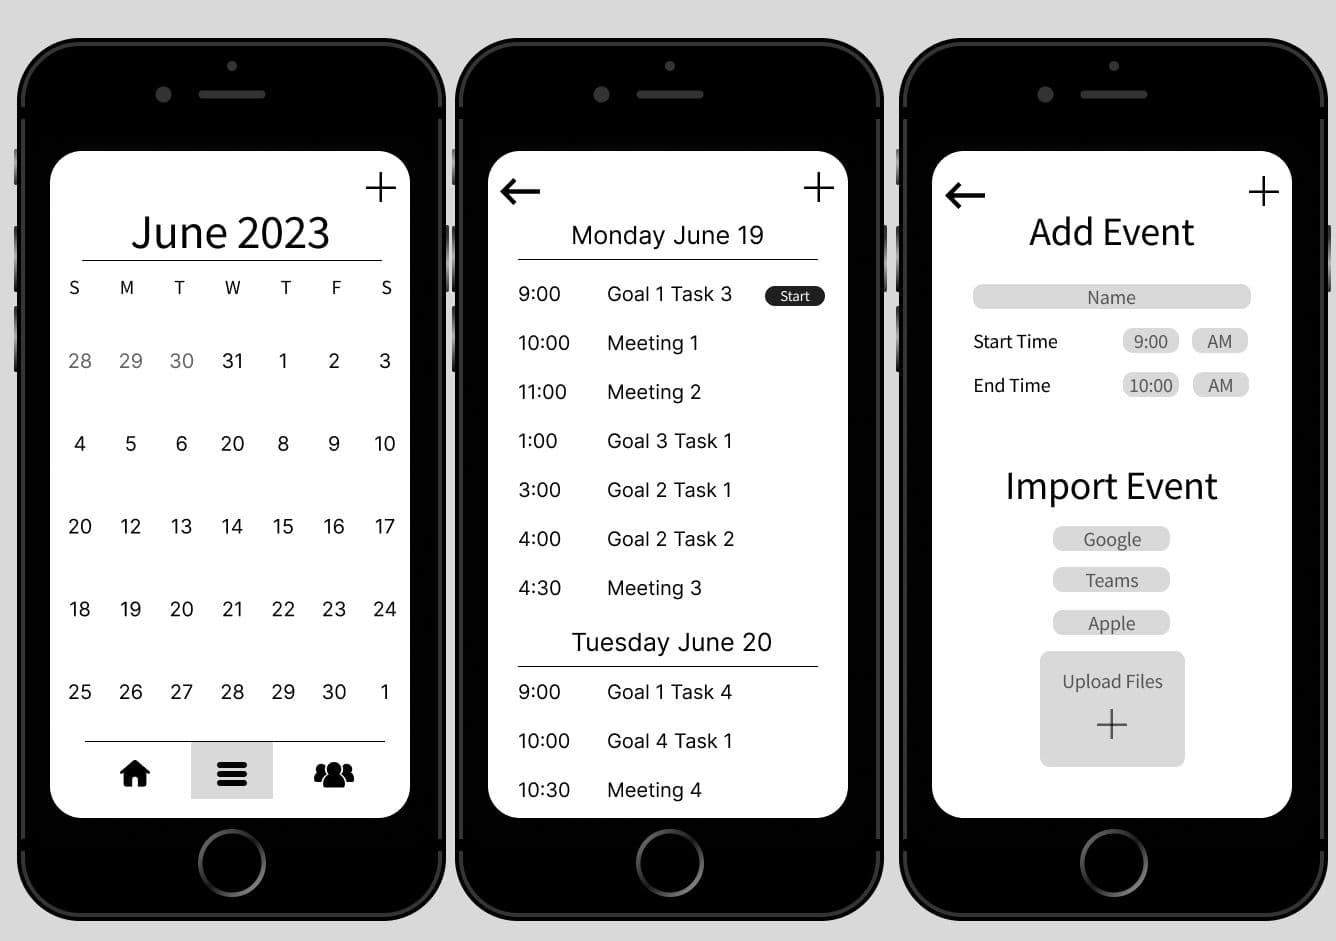 June 2023
S M T W T F S
28 29 30 31 1 2 3
4 5 6 20 8 9 10
20 12 13 14 15 16 17
18 19 20 21 22 23 24
25 26 27 28 29 30 1
Monday June 19
9:00 Goal 1 Task 3 Start
10:00 Meeting 1
11:00 Meeting 2
1:00 Goal 3 Task 1
3:00 Goal 2 Task 1
4:00 Goal 2 Task 2
4:30 Meeting 3
Tuesday June 20
9:00 Goal 1 Task 4
10:00 Goal 4 Task 1
10:30 Meeting 4
Add Event
Name
Start Time 9:00 AM
End Time 10:00 AM
Import Event
Google
Teams
Apple
Upload Files